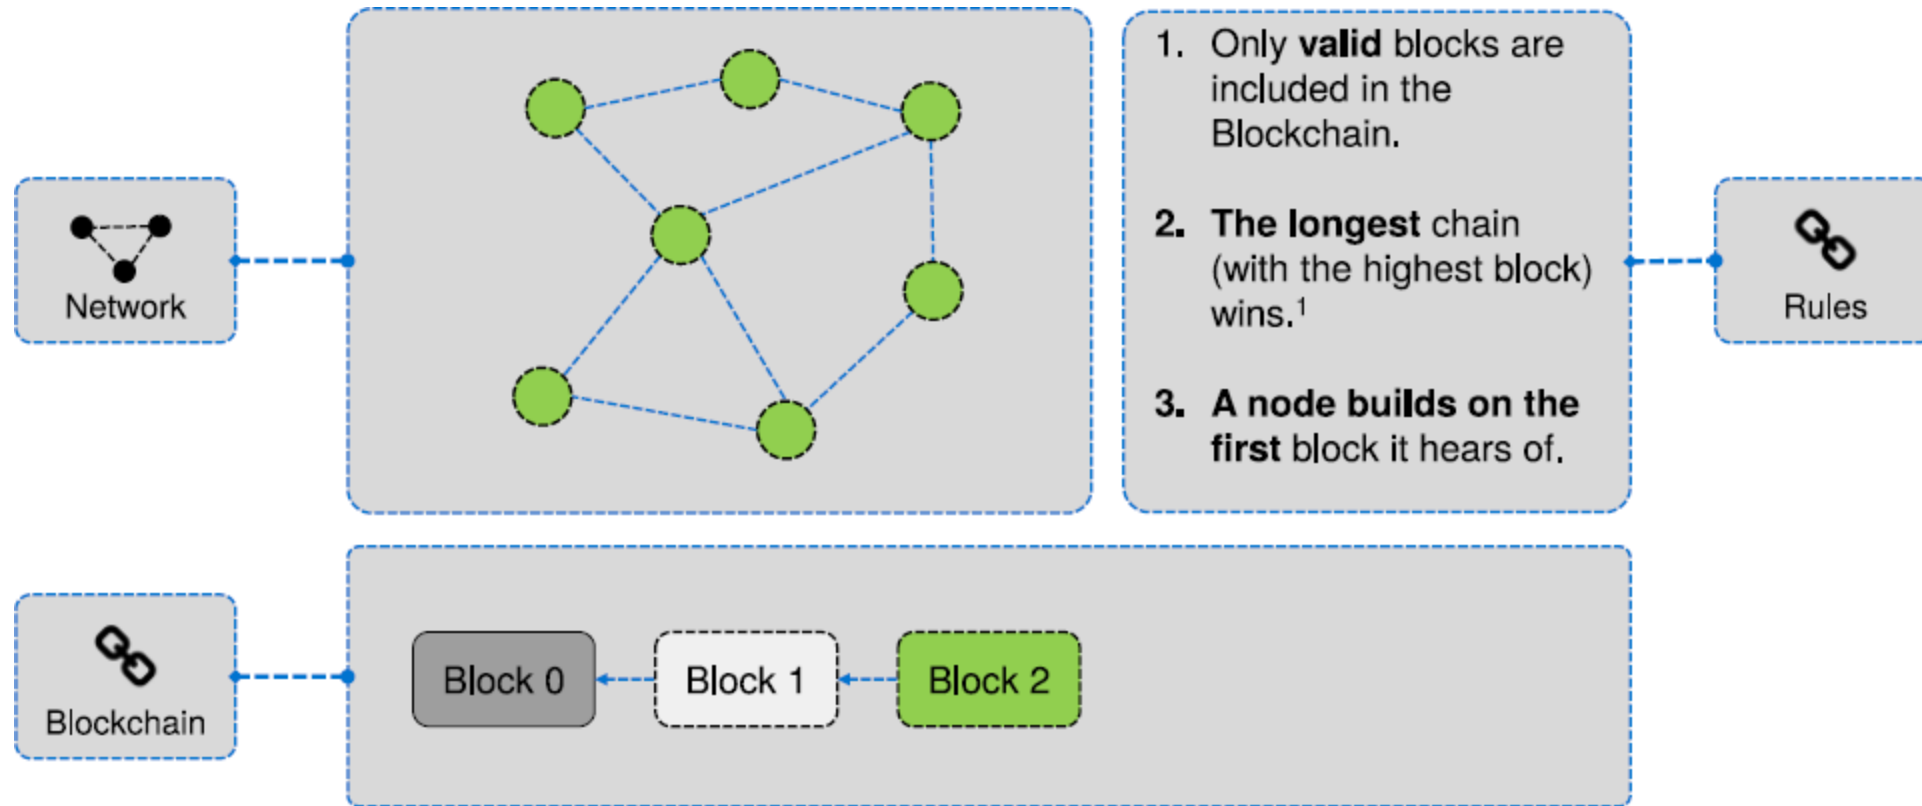 Network
1. Only valid blocks are
included in the
Blockchain.
2. The longest chain
(with the highest block)
wins.¹
3. A node builds on the
first block it hears of.
Rules
Blockchain
Block 0
Block 1
Block 2